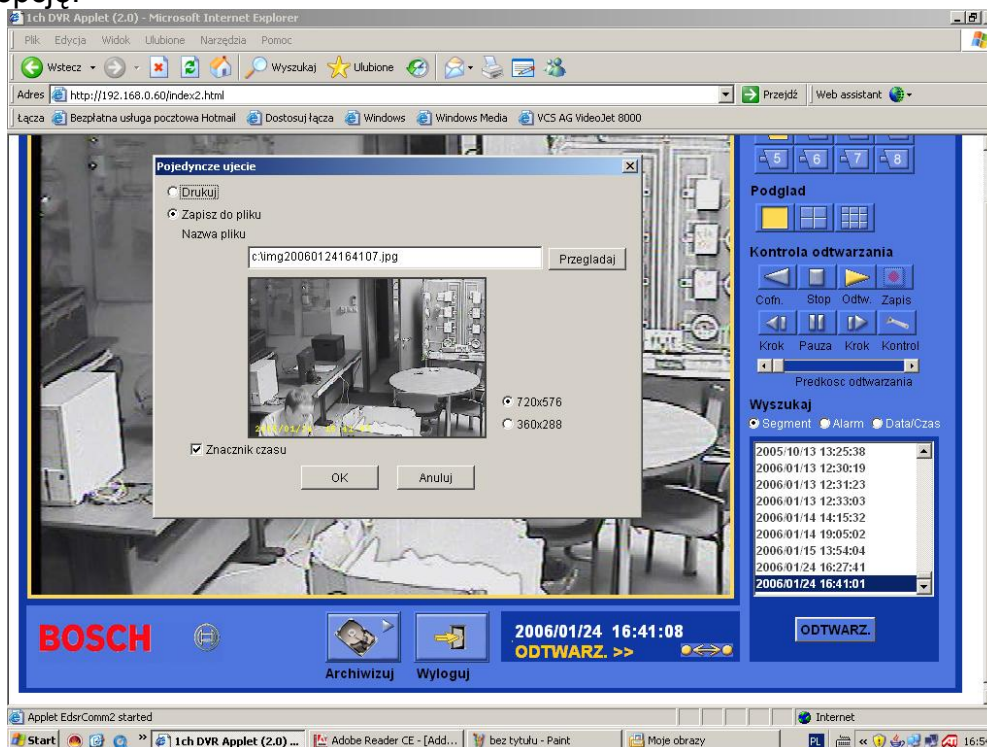 opcję.
1ch DVR Applet (2.0) - Microsoft Internet Explorer
Plik Edycja Widok Ulubione Narzędzia Pomoc
Wstecz Wyszukaj Ulubione
Adres http://192.168.0.60/index2.html Przejdź Web assistant
Łącza Bezpłatna usługa pocztowa Hotmail Dostosuj łącza Windows Windows Media VCS AG VideoJet 8000
Pojedyncze ujecie
Drukuj
Zapisz do pliku
Nazwa pliku
c:\img20060124164107.jpg Przegladaj
720x576
360x288
Znacznik czasu
OK Anuluj
5 6 7 8
Podglad
Kontrola odtwarzania
Cofn. Stop Odtw. Zapis
Krok Pauza Krok Kontrol
Predkosc odtwarzania
Wyszukaj
Segment Alarm Data/Czas
2005/10/13 13:25:38
2006/01/13 12:30:19
2006/01/13 12:31:23
2006/01/13 12:33:03
2006/01/14 14:15:32
2006/01/14 19:05:02
2006/01/15 13:54:04
2006/01/24 16:27:41
2006/01/24 16:41:01
ODTWARZ.
BOSCH
Archiwizuj Wyloguj
2006/01/24 16:41:08
ODTWARZ. >>
Applet EdsrComm2 started Internet
Start » 1ch DVR Applet (2.0) ... Adobe Reader CE - [Add... bez tytułu - Paint Moje obrazy PL «